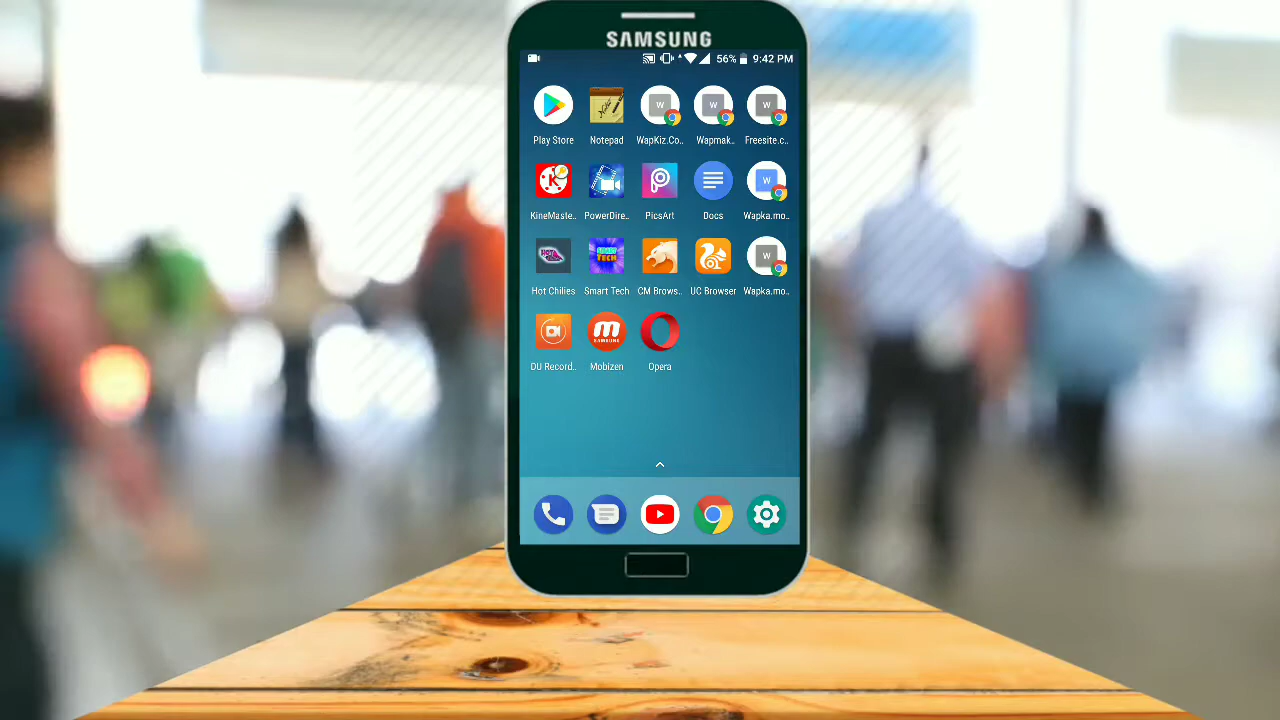 SAMSUNG
56% 9:42 PM
Play Store Notepad WapKiz.Co.. Wapmak.. Freesite.c..
KineMaste.. PowerDire.. PicsArt Docs Wapka.mo..
Hot Chilies Smart Tech CM Brows.. UC Browser Wapka.mo..
DU Record.. Mobizen Opera